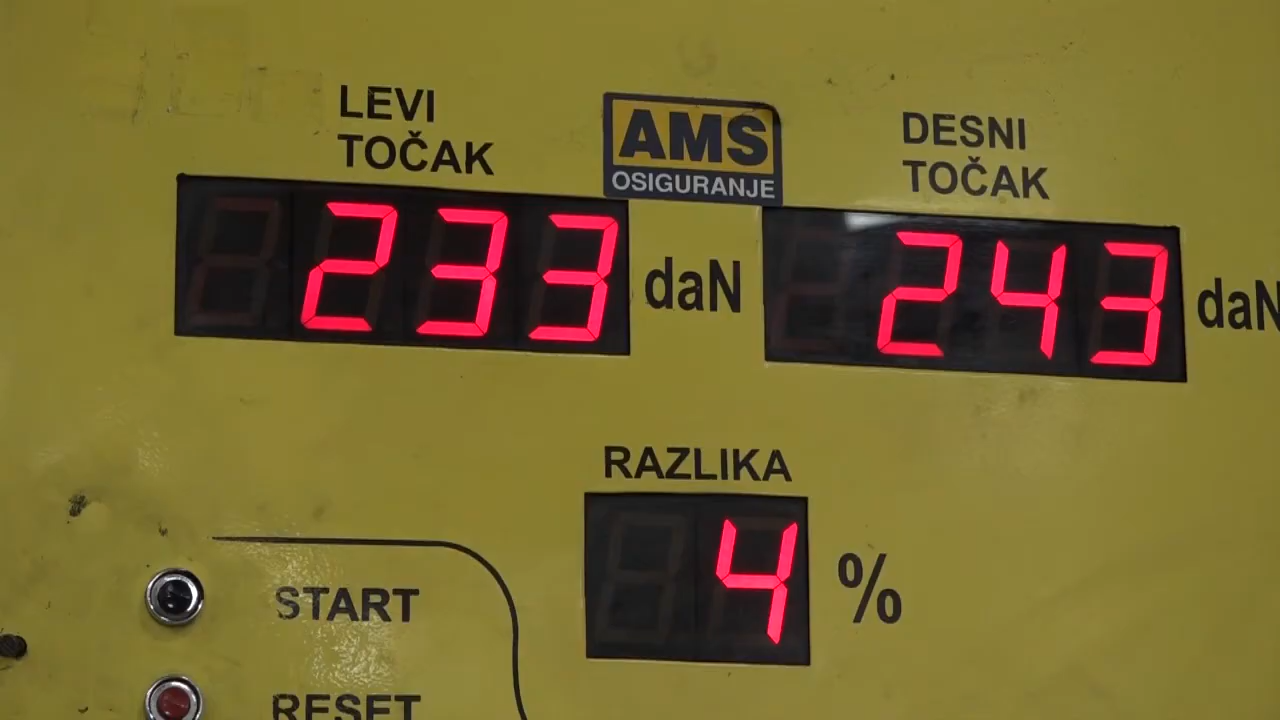 LEVI
TOČAK
AMS
OSIGURANJE
DESNI
TOČAK
233 daN
243 daN
RAZLIKA
4 %
START
RESET